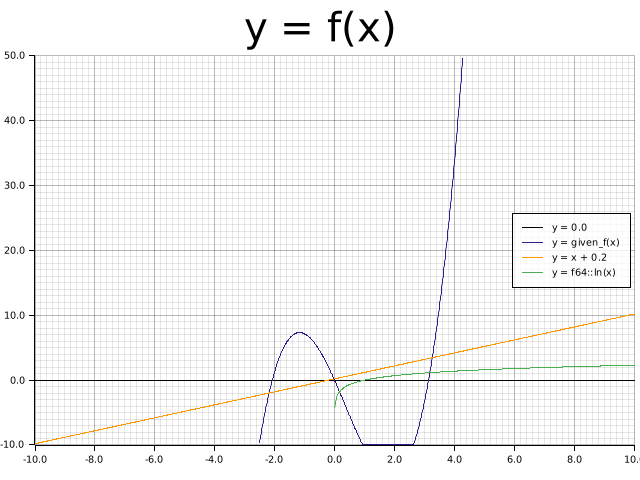 y = f(x)
50.0
40.0
30.0
20.0
10.0
0.0
-10.0
y = 0.0
y = given_f(x)
y = x + 0.2
y = f64::ln(x)
-10.0 -8.0 -6.0 -4.0 -2.0 0.0 2.0 4.0 6.0 8.0 10.